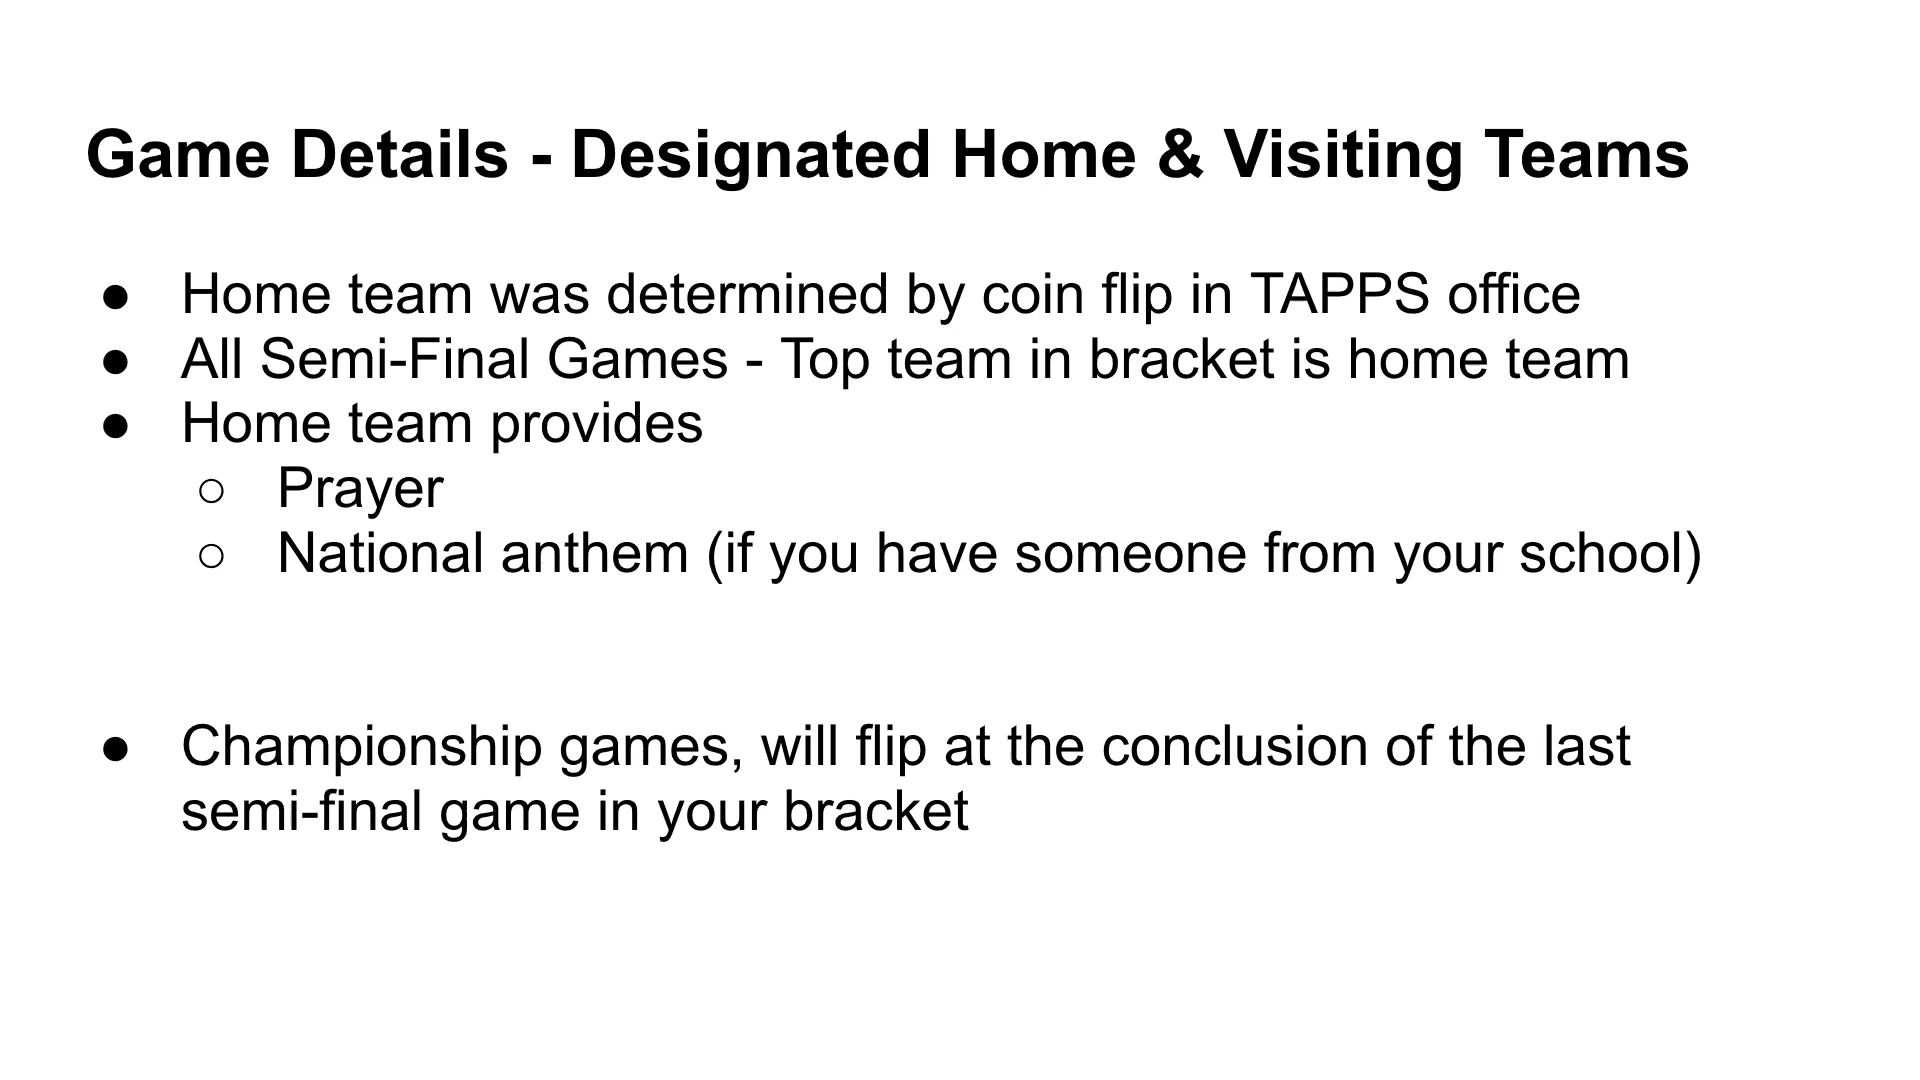 Game Details - Designated Home & Visiting Teams
● Home team was determined by coin flip in TAPPS office
● All Semi-Final Games - Top team in bracket is home team
● Home team provides
○ Prayer
○ National anthem (if you have someone from your school)
● Championship games, will flip at the conclusion of the last
semi-final game in your bracket